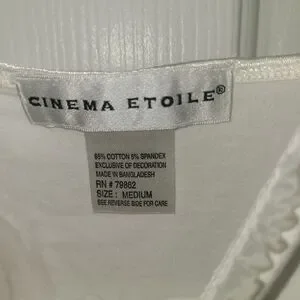 CINEMA ETOILE®
95% COTTON 5% SPANDEX
EXCLUSIVE OF DECORATION
MADE IN BANGLADESH
RN # 79862
SIZE : MEDIUM
SEE REVERSE SIDE FOR CARE